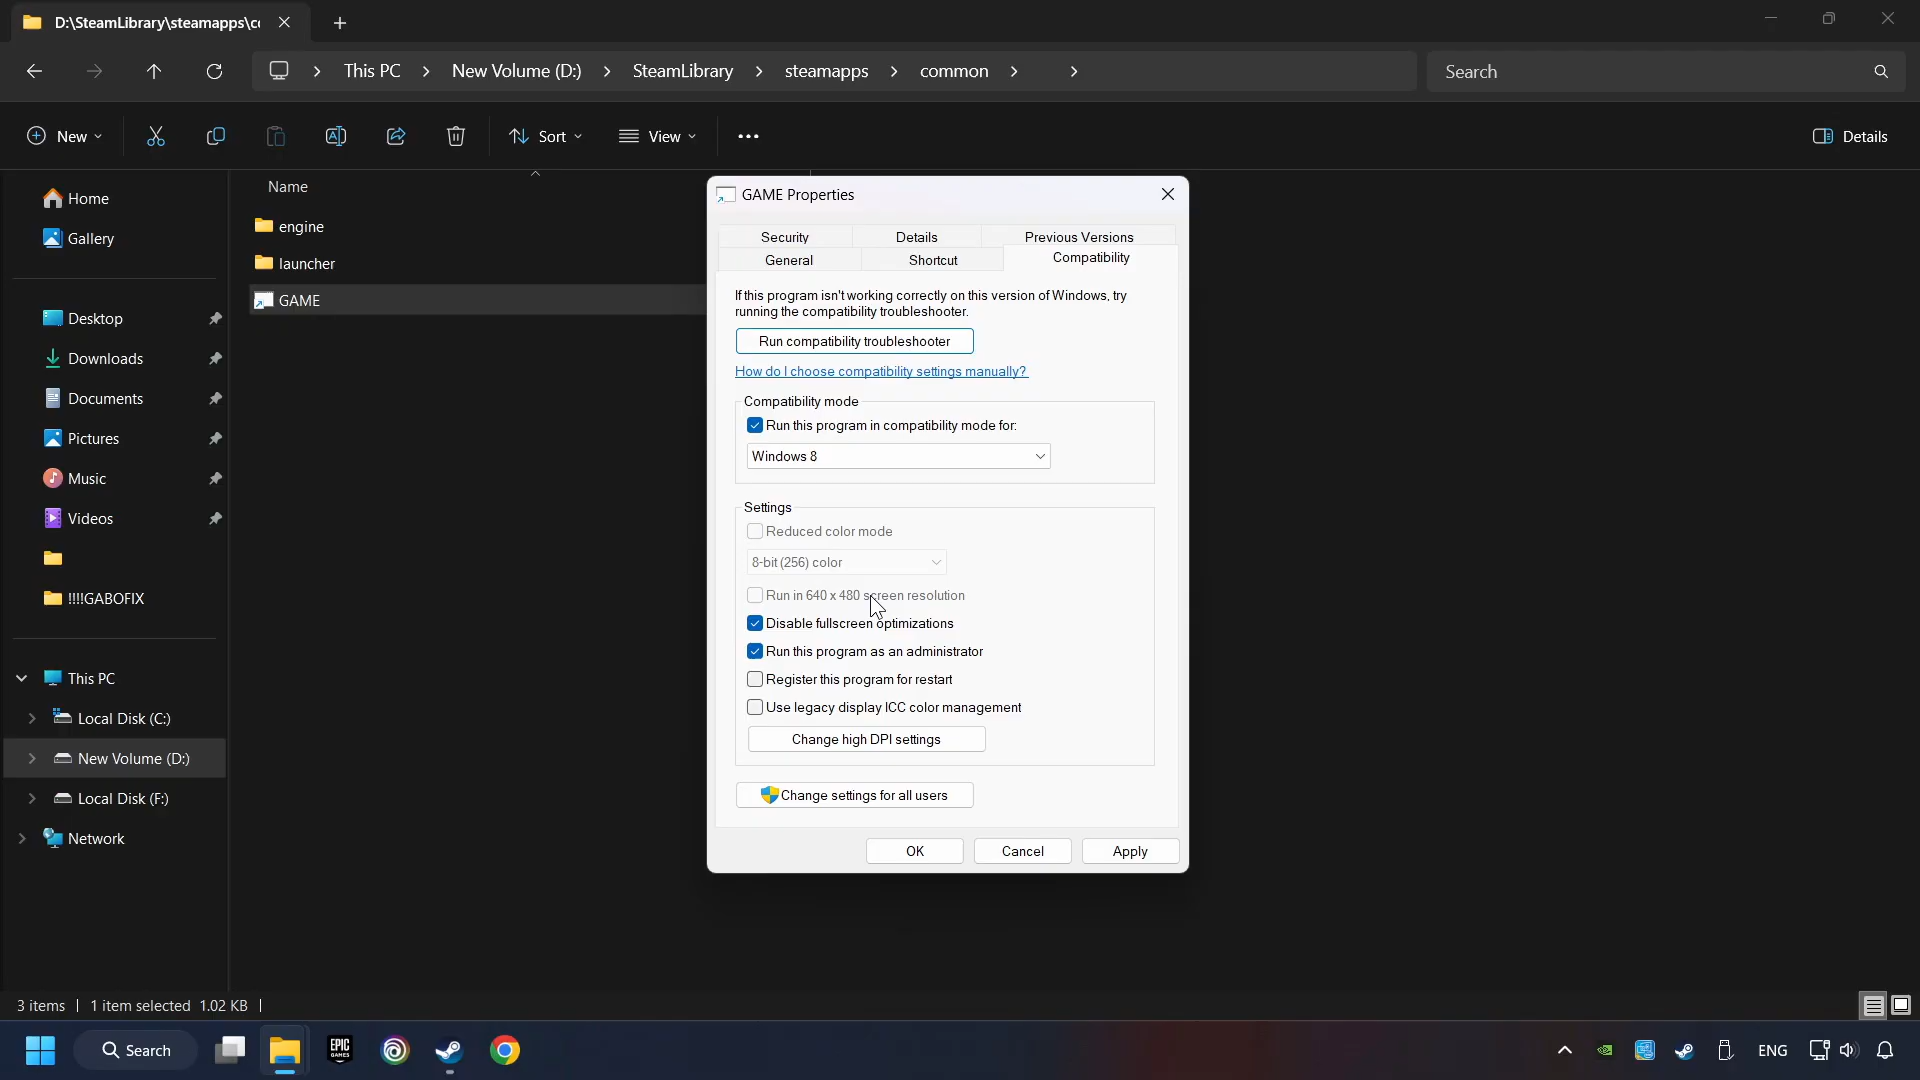 D:\SteamLibrary\steamapps\cc
This PC > New Volume (D:) > SteamLibrary > steamapps > common > >
Search
New
Sort
View
Details
Home
Gallery
Desktop
Downloads
Documents
Pictures
Music
Videos
!!!!GABOFIX
This PC
Local Disk (C:)
New Volume (D:)
Local Disk (F:)
Network
Name
engine
launcher
GAME
GAME Properties
Security
Details
Previous Versions
General
Shortcut
Compatibility
If this program isn't working correctly on this version of Windows, try
running the compatibility troubleshooter.
Run compatibility troubleshooter
How do I choose compatibility settings manually?
Compatibility mode
Run this program in compatibility mode for:
Windows 8
Settings
Reduced color mode
8-bit (256) color
Run in 640 x 480 screen resolution
Disable fullscreen optimizations
Run this program as an administrator
Register this program for restart
Use legacy display ICC color management
Change high DPI settings
Change settings for all users
OK
Cancel
Apply
3 items
1 item selected 1.02 KB
Search
EPIC
GAMES
ENG